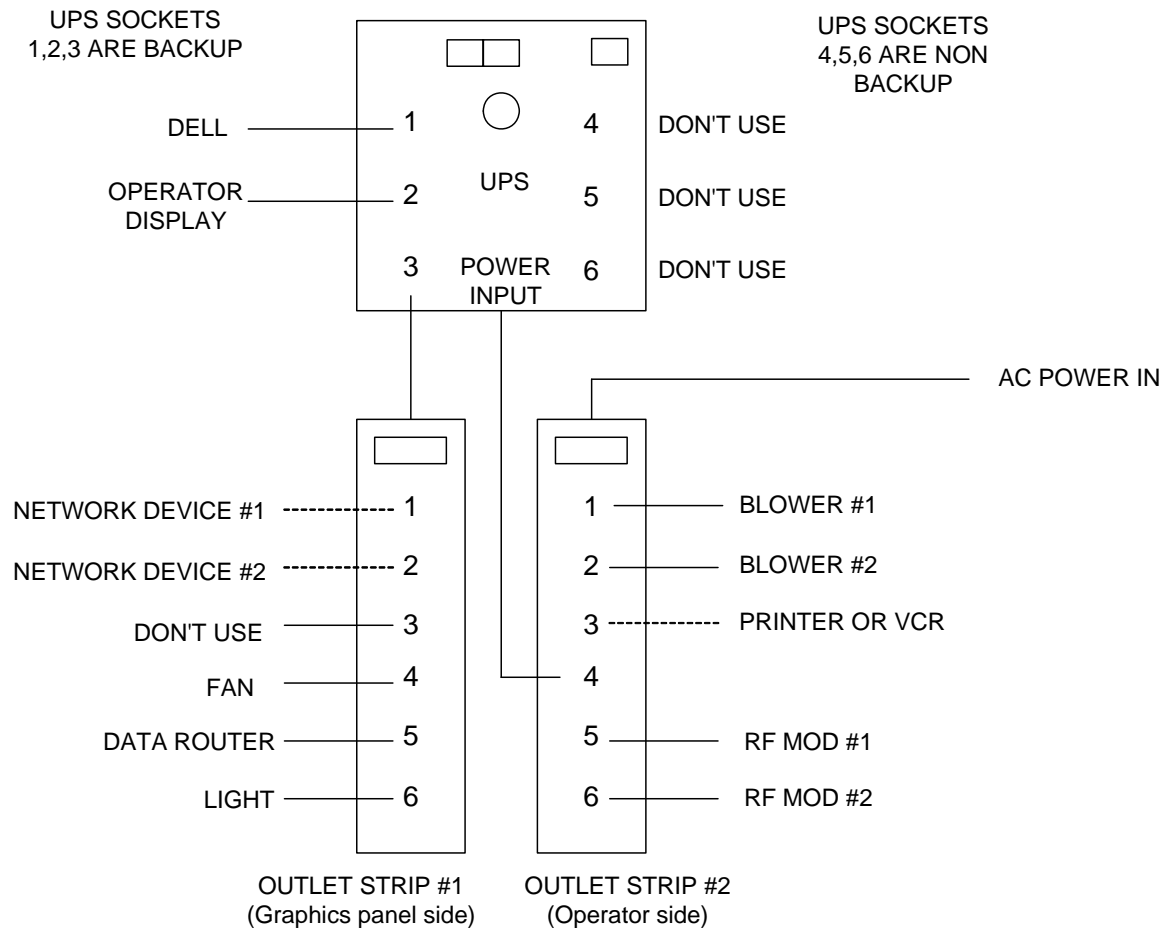 UPS SOCKETS
1,2,3 ARE BACKUP
UPS SOCKETS
4,5,6 ARE NON
BACKUP
DELL
1
4
DON'T USE
OPERATOR
DISPLAY
2
UPS
5
DON'T USE
3
POWER
INPUT
6
DON'T USE
AC POWER IN
NETWORK DEVICE #1
1
1
BLOWER #1
NETWORK DEVICE #2
2
2
BLOWER #2
DON'T USE
3
3
PRINTER OR VCR
FAN
4
4
DATA ROUTER
5
5
RF MOD #1
LIGHT
6
6
RF MOD #2
OUTLET STRIP #1
(Graphics panel side)
OUTLET STRIP #2
(Operator side)